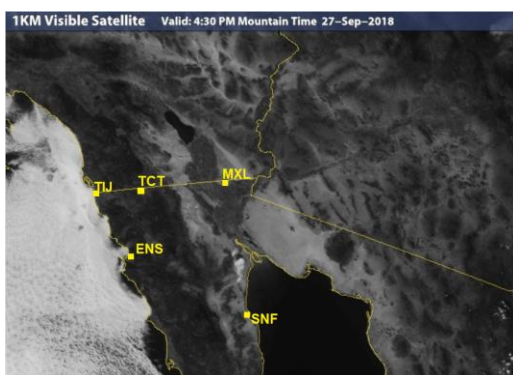 1KM Visible Satellite Valid: 4:30 PM Mountain Time 27-Sep-2018
TIJ
TCT
MXL
ENS
SNF